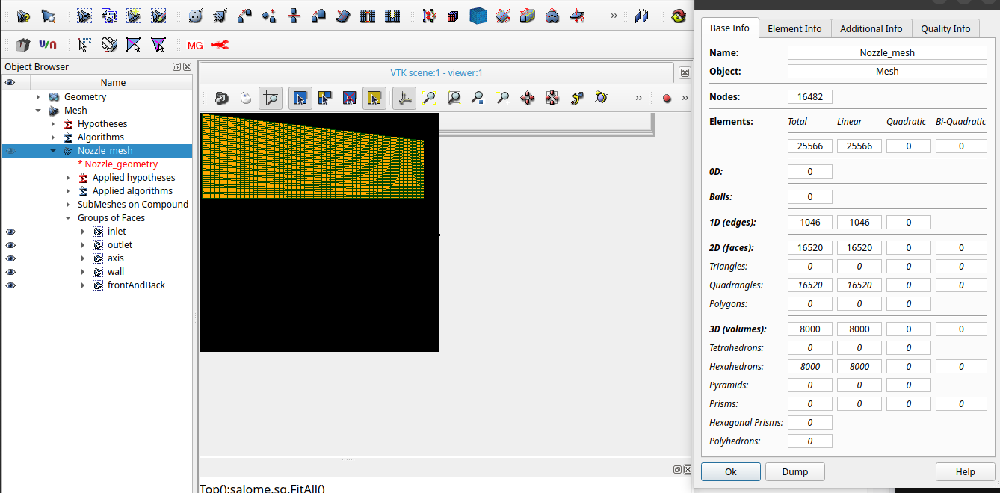 Base Info
Element Info
Additional Info
Quality Info
XYZ
MG
Object Browser
Name
Geometry
Mesh
Hypotheses
Algorithms
Nozzle_mesh
* Nozzle_geometry
Applied hypotheses
Applied algorithms
SubMeshes on Compound
Groups of Faces
inlet
outlet
axis
wall
frontAndBack
VTK scene:1 - viewer:1
Top();salome.sg.FitAll()
Name: Nozzle_mesh
Object: Mesh
Nodes: 16482
Elements: Total Linear Quadratic Bi-Quadratic
25566 25566 0 0
0D: 0
Balls: 0
1D (edges): 1046 1046 0
2D (faces): 16520 16520 0 0
Triangles: 0 0 0 0
Quadrangles: 16520 16520 0 0
Polygons: 0 0 0
3D (volumes): 8000 8000 0 0
Tetrahedrons: 0 0 0
Hexahedrons: 8000 8000 0 0
Pyramids: 0 0 0
Prisms: 0 0 0 0
Hexagonal Prisms: 0
Polyhedrons: 0
Ok
Dump
Help